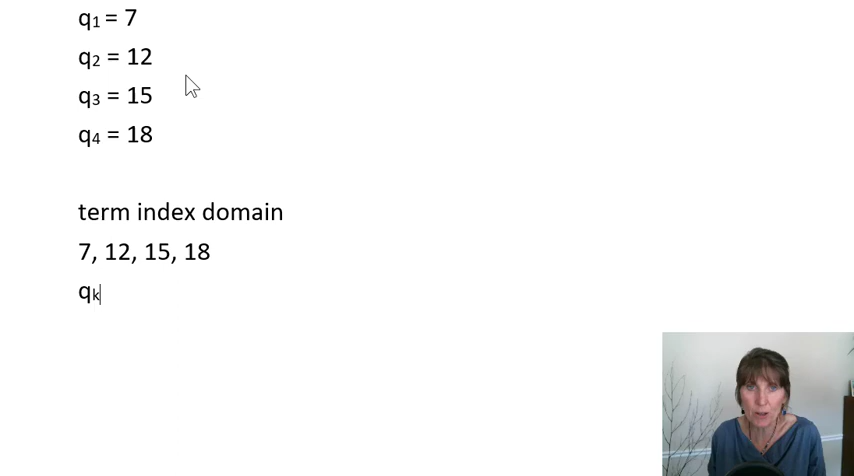 q₁ = 7
q₂ = 12
q₃ = 15
q₄ = 18
term index domain
7, 12, 15, 18
qₖ